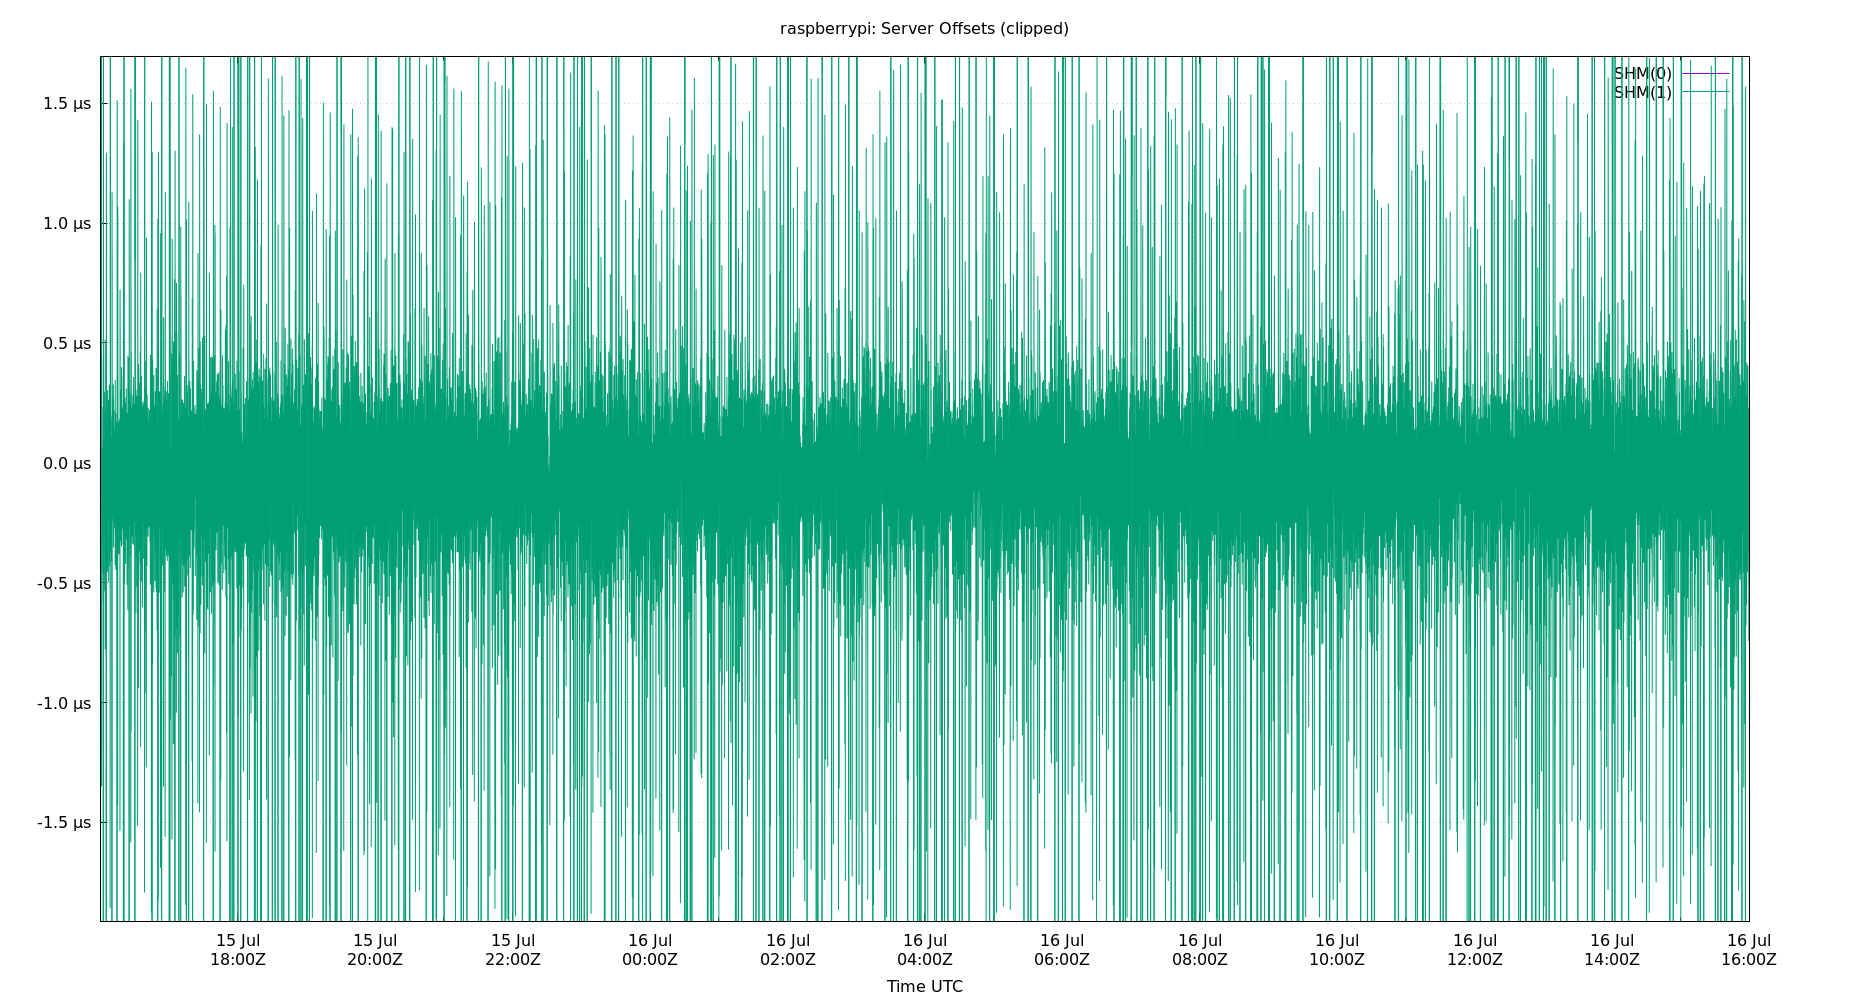 raspberrypi: Server Offsets (clipped)
SHM(0)
SHM(1)
1.5 µs
1.0 µs
0.5 µs
0.0 µs
-0.5 µs
-1.0 µs
-1.5 µs
15 Jul 15 Jul 15 Jul 16 Jul 16 Jul 16 Jul 16 Jul 16 Jul 16 Jul 16 Jul 16 Jul 16 Jul
18:00Z 20:00Z 22:00Z 00:00Z 02:00Z 04:00Z 06:00Z 08:00Z 10:00Z 12:00Z 14:00Z 16:00Z
Time UTC